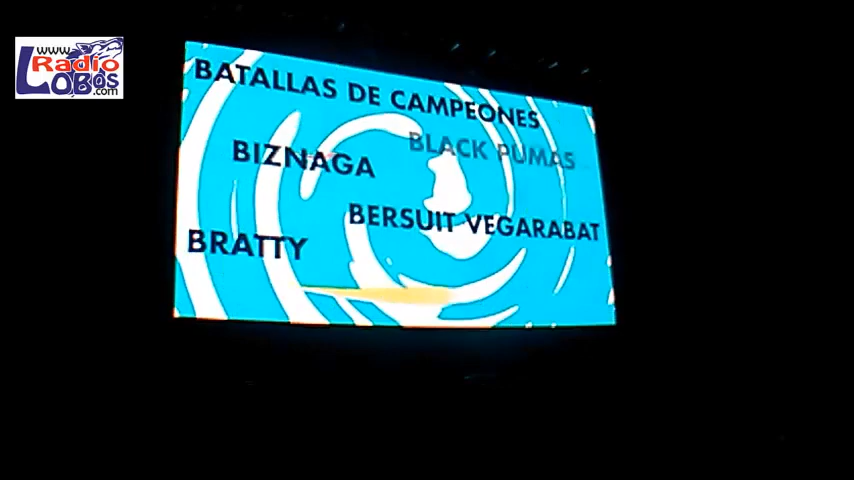 www
Radio
LOBOS
.com
BATALLAS DE CAMPEONES
BLACK PUMAS
BIZNAGA
BERSUIT VEGARABAT
BRATTY